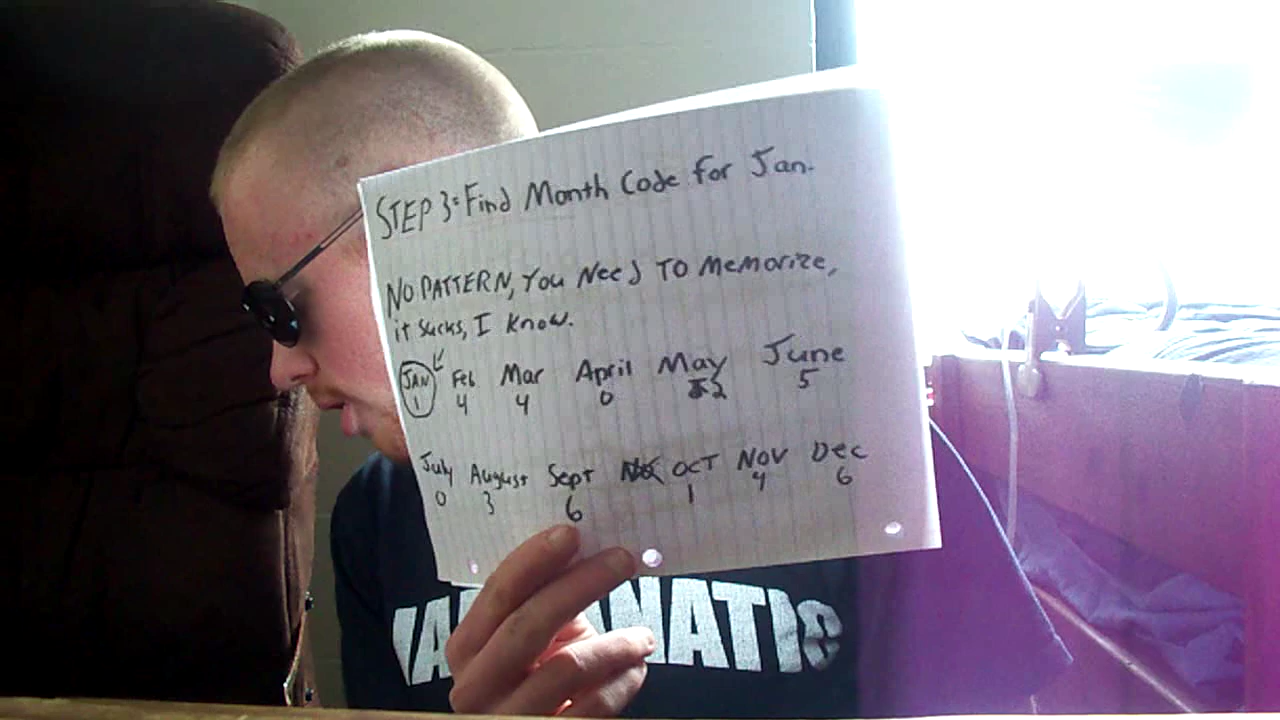 STEP 3: Find Month Code for Jan.
NO PATTERN, You Need To Memorize,
it sucks, I know.
JAN Feb Mar April May June
1 4 4 0 2 5
July August Sept OCT NOV Dec
0 3 6 1 4 6
NATIC